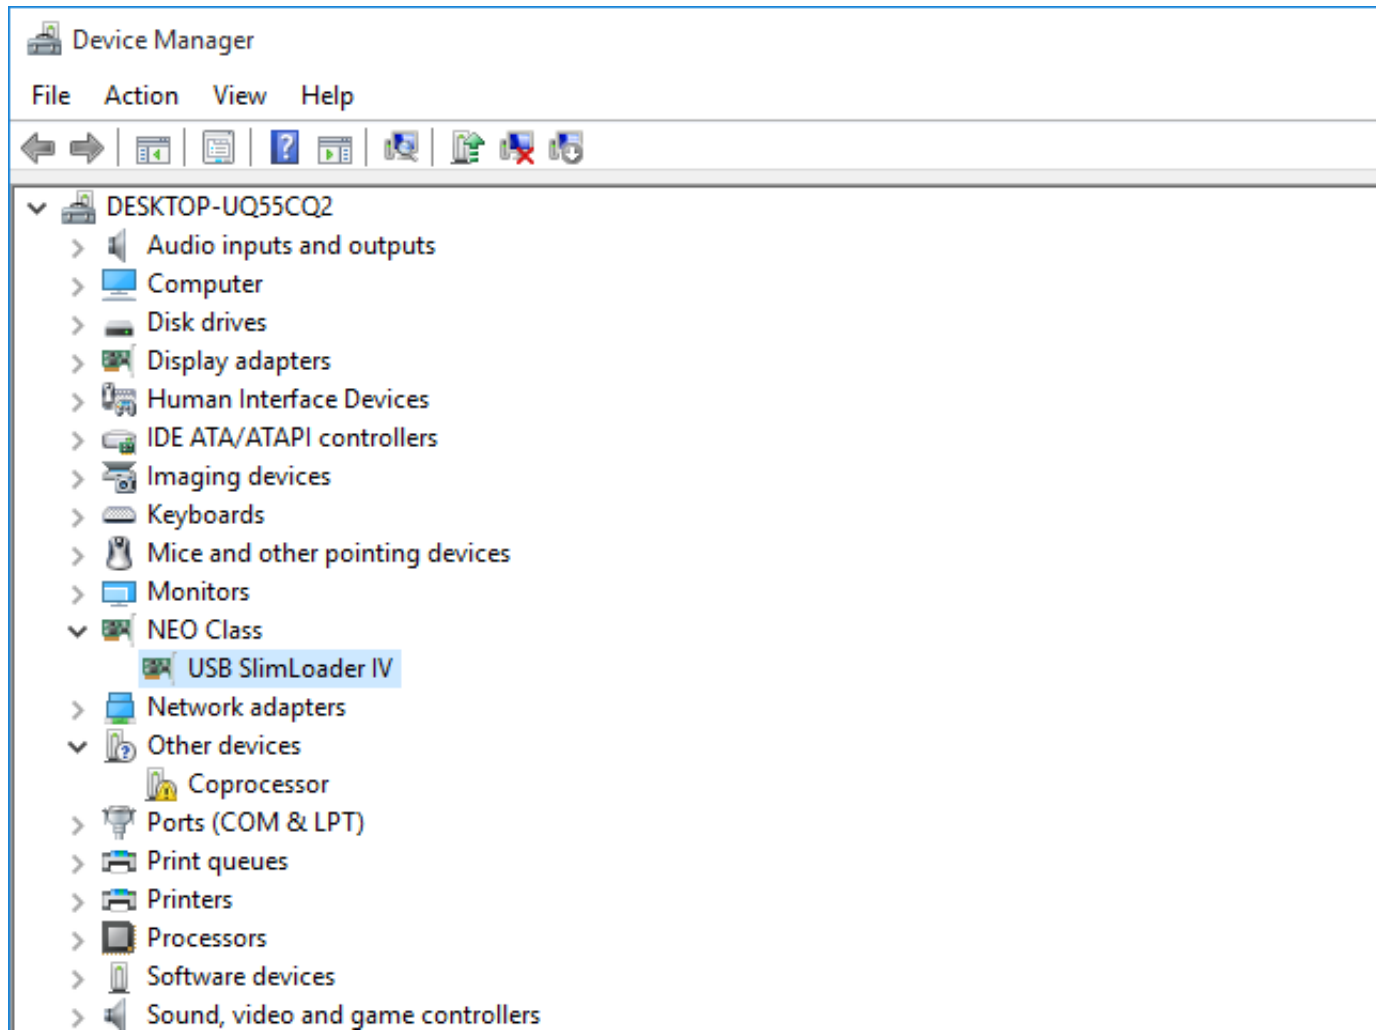 Device Manager
File Action View Help
DESKTOP-UQ55CQ2
Audio inputs and outputs
Computer
Disk drives
Display adapters
Human Interface Devices
IDE ATA/ATAPI controllers
Imaging devices
Keyboards
Mice and other pointing devices
Monitors
NEO Class
USB SlimLoader IV
Network adapters
Other devices
Coprocessor
Ports (COM & LPT)
Print queues
Printers
Processors
Software devices
Sound, video and game controllers